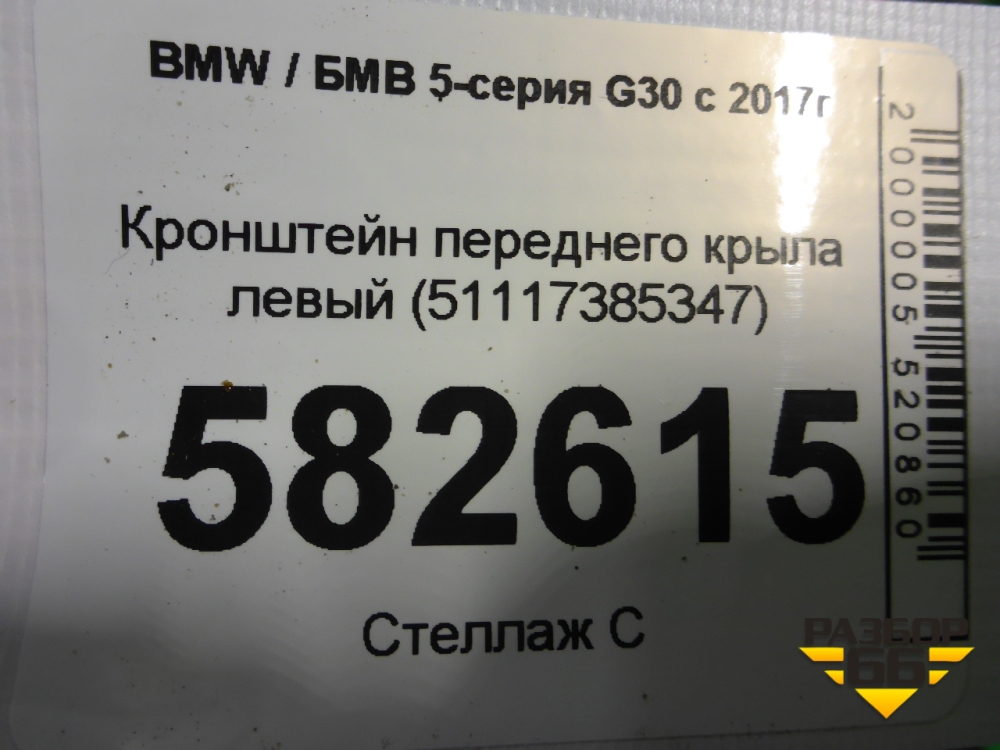 BMW / БМВ 5-серия G30 с 2017г
Кронштейн переднего крыла
левый (51117385347)
582615
Стеллаж С
2000005520860
РАЗБОР
66